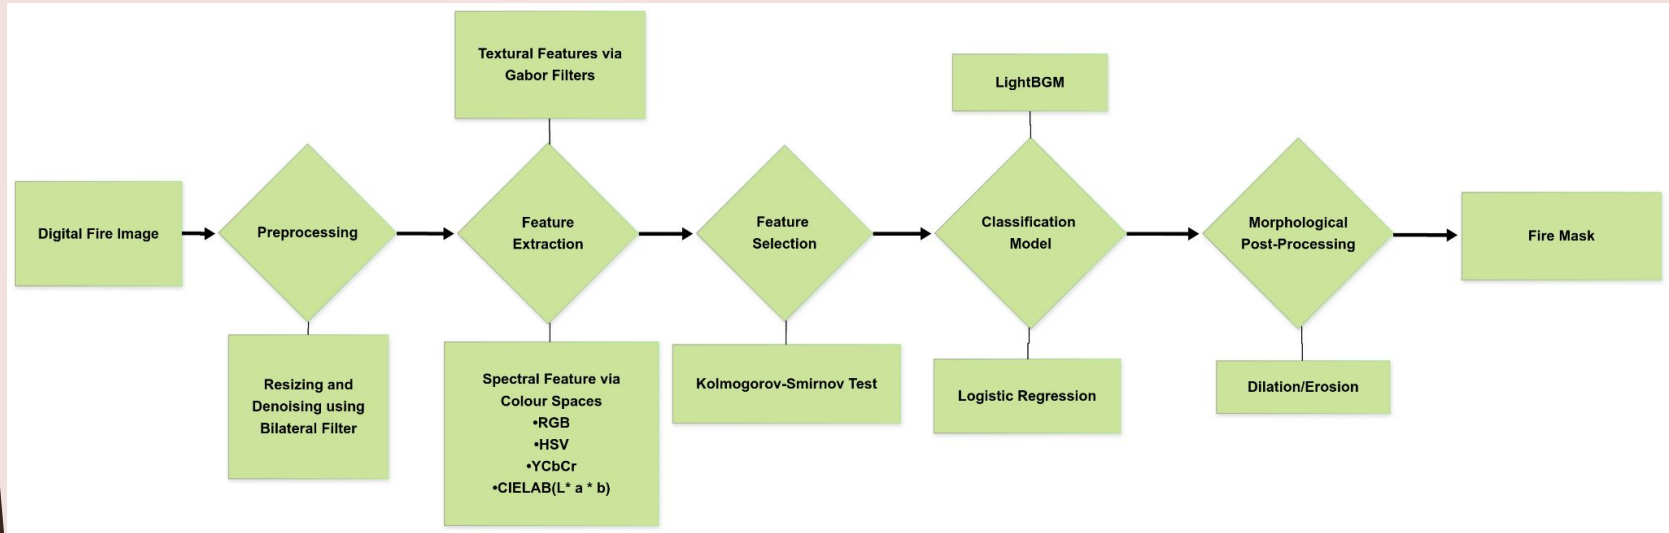 Textural Features via
Gabor Filters
LightBGM
Digital Fire Image
Preprocessing
Feature
Extraction
Feature
Selection
Classification
Model
Morphological
Post-Processing
Fire Mask
Resizing and
Denoising using
Bilateral Filter
Spectral Feature via
Colour Spaces
•RGB
•HSV
•YCbCr
•CIELAB(L* a * b)
Kolmogorov-Smirnov Test
Logistic Regression
Dilation/Erosion